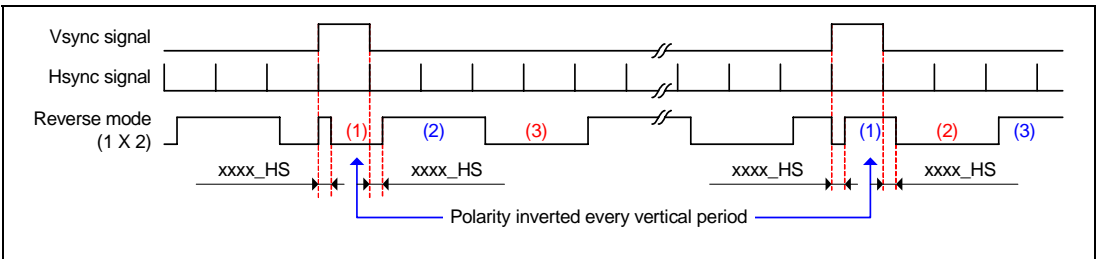 Vsync signal
Hsync signal
Reverse mode
(1 X 2)
(1) (2) (3) (1) (2) (3)
xxxx_HS xxxx_HS xxxx_HS xxxx_HS
Polarity inverted every vertical period